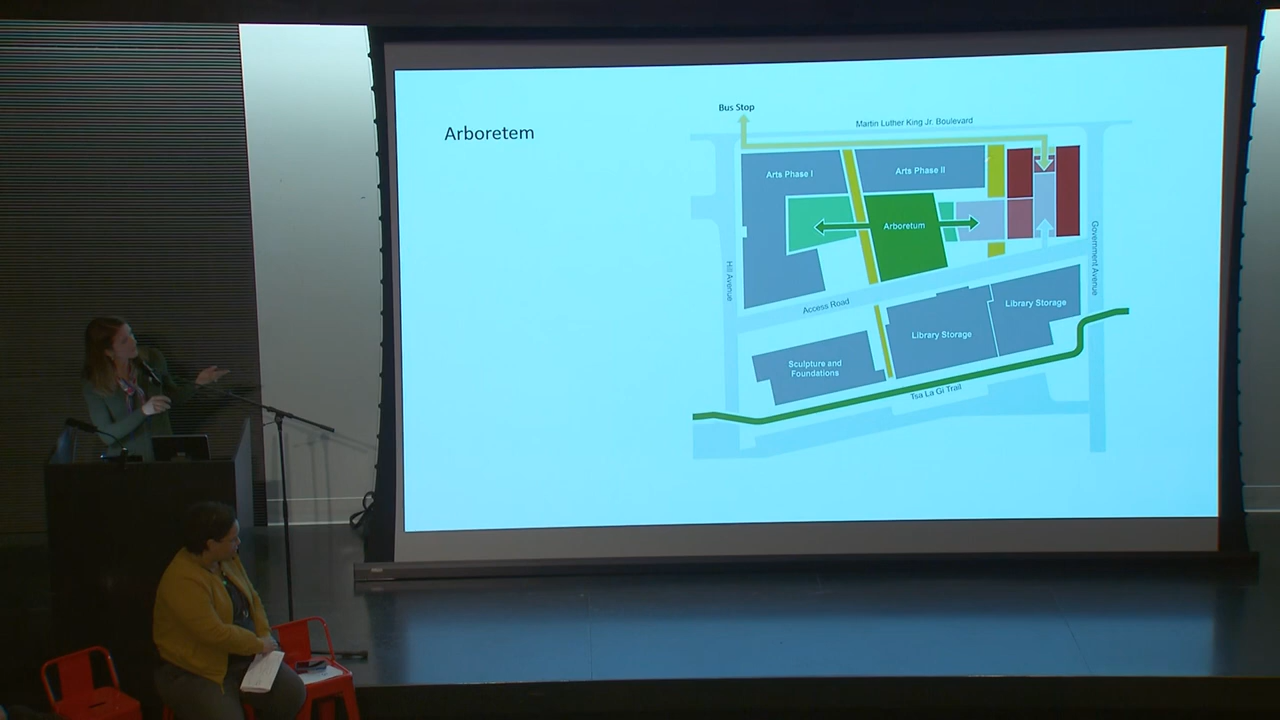 Bus Stop
Arboretem
Martin Luther King Jr. Boulevard
Arts Phase I
Arts Phase II
Arboretum
Hill Avenue
Government Avenue
Access Road
Library Storage
Library Storage
Sculpture and
Foundations
Tsa La Gi Trail